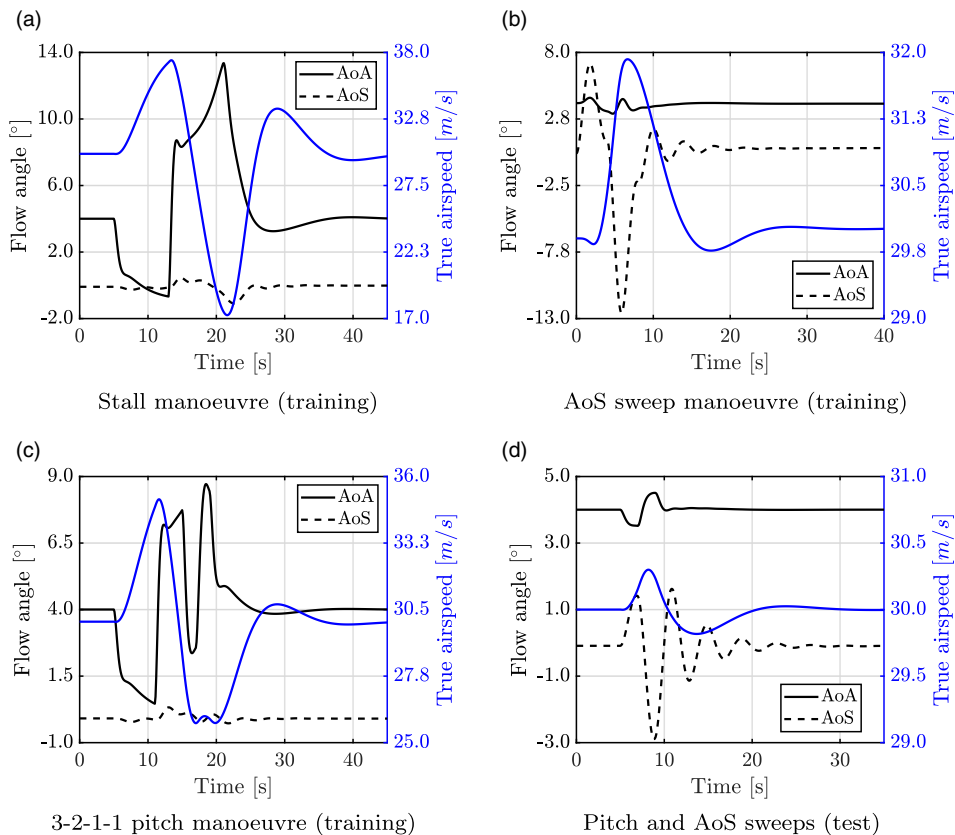 (a)
14.0
10.0
6.0
2.0
-2.0
Flow angle [°]
38.0
32.8
27.5
22.3
17.0
True airspeed [m/s]
AoA
AoS
0 10 20 30 40
Time [s]
Stall manoeuvre (training)
(b)
8.0
2.8
-2.5
-7.8
-13.0
Flow angle [°]
32.0
31.3
30.5
29.8
29.0
True airspeed [m/s]
AoA
AoS
0 10 20 30 40
Time [s]
AoS sweep manoeuvre (training)
(c)
9.0
6.5
4.0
1.5
-1.0
Flow angle [°]
36.0
33.3
30.5
27.8
25.0
True airspeed [m/s]
AoA
AoS
0 10 20 30 40
Time [s]
3-2-1-1 pitch manoeuvre (training)
(d)
5.0
3.0
1.0
-1.0
-3.0
Flow angle [°]
31.0
30.5
30.0
29.5
29.0
True airspeed [m/s]
AoA
AoS
0 10 20 30
Time [s]
Pitch and AoS sweeps (test)